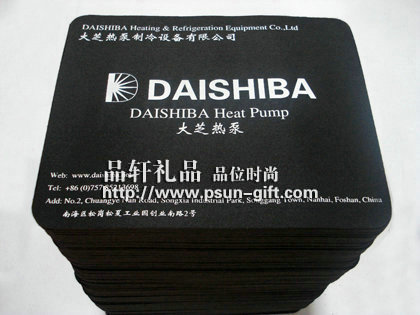 DAISHIBA Heating & Refrigeration Equipment Co.,Ltd
大芝热泵制冷设备有限公司
DAISHIBA
DAISHIBA Heat Pump
大芝热泵
品轩礼品 品位时尚
Web: www.daishiba
Tel: +86 (0)757
http://www.psun-gift.com
Add: No.2, Chuangye Nan Road, Songxia Industrial Park, Songgang Town, Nanhai, Foshan, China
南海区松岗松夏工业园创业南路2号